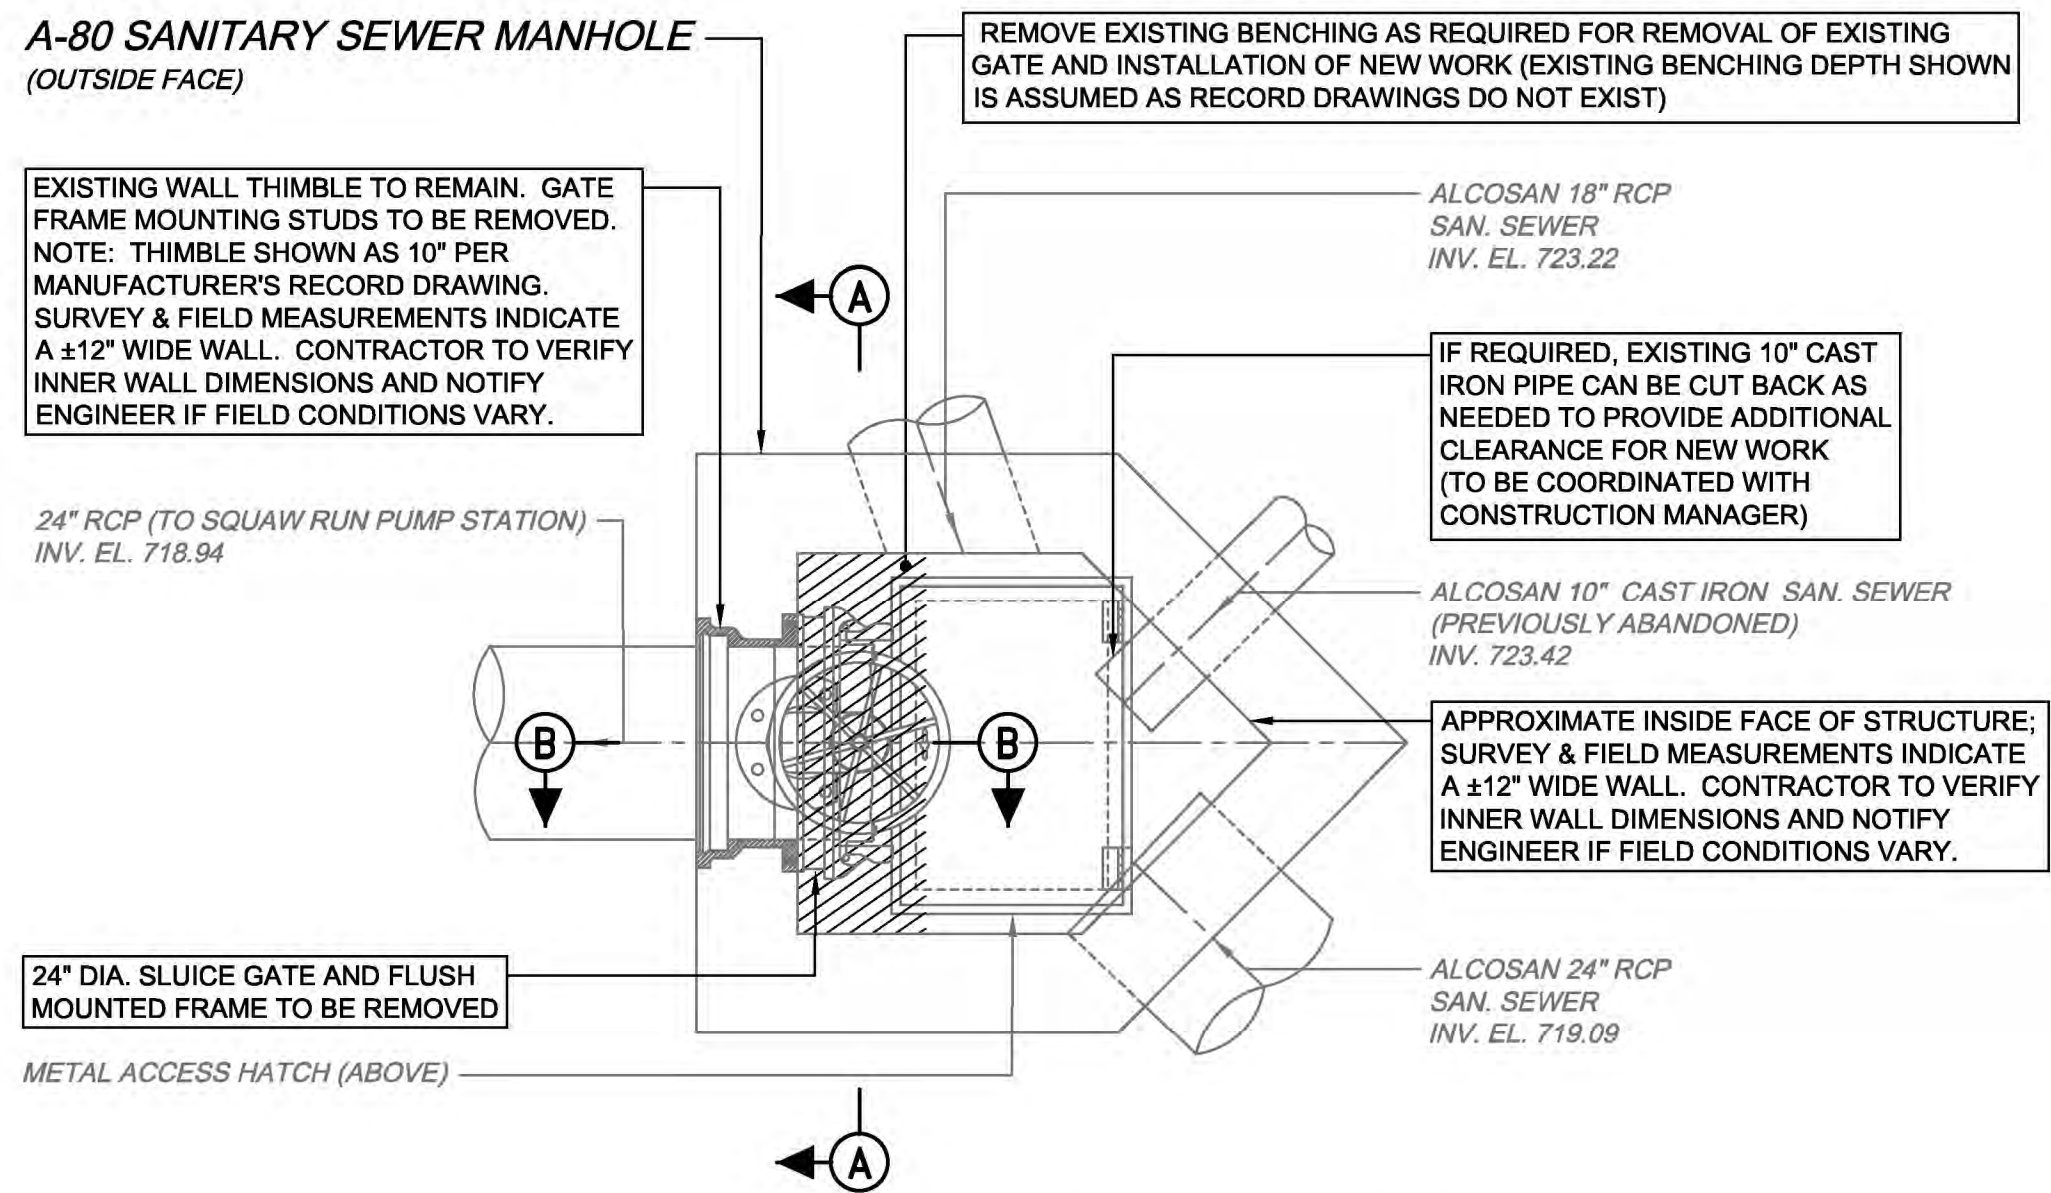 A-80 SANITARY SEWER MANHOLE
(OUTSIDE FACE)
REMOVE EXISTING BENCHING AS REQUIRED FOR REMOVAL OF EXISTING
GATE AND INSTALLATION OF NEW WORK (EXISTING BENCHING DEPTH SHOWN
IS ASSUMED AS RECORD DRAWINGS DO NOT EXIST)
EXISTING WALL THIMBLE TO REMAIN. GATE
FRAME MOUNTING STUDS TO BE REMOVED.
NOTE: THIMBLE SHOWN AS 10" PER
MANUFACTURER'S RECORD DRAWING.
SURVEY & FIELD MEASUREMENTS INDICATE
A ±12" WIDE WALL. CONTRACTOR TO VERIFY
INNER WALL DIMENSIONS AND NOTIFY
ENGINEER IF FIELD CONDITIONS VARY.
ALCOSAN 18" RCP
SAN. SEWER
INV. EL. 723.22
A
IF REQUIRED, EXISTING 10" CAST
IRON PIPE CAN BE CUT BACK AS
NEEDED TO PROVIDE ADDITIONAL
CLEARANCE FOR NEW WORK
(TO BE COORDINATED WITH
CONSTRUCTION MANAGER)
24" RCP (TO SQUAW RUN PUMP STATION)
INV. EL. 718.94
ALCOSAN 10" CAST IRON SAN. SEWER
(PREVIOUSLY ABANDONED)
INV. 723.42
B
B
APPROXIMATE INSIDE FACE OF STRUCTURE;
SURVEY & FIELD MEASUREMENTS INDICATE
A ±12" WIDE WALL. CONTRACTOR TO VERIFY
INNER WALL DIMENSIONS AND NOTIFY
ENGINEER IF FIELD CONDITIONS VARY.
24" DIA. SLUICE GATE AND FLUSH
MOUNTED FRAME TO BE REMOVED
ALCOSAN 24" RCP
SAN. SEWER
INV. EL. 719.09
METAL ACCESS HATCH (ABOVE)
A